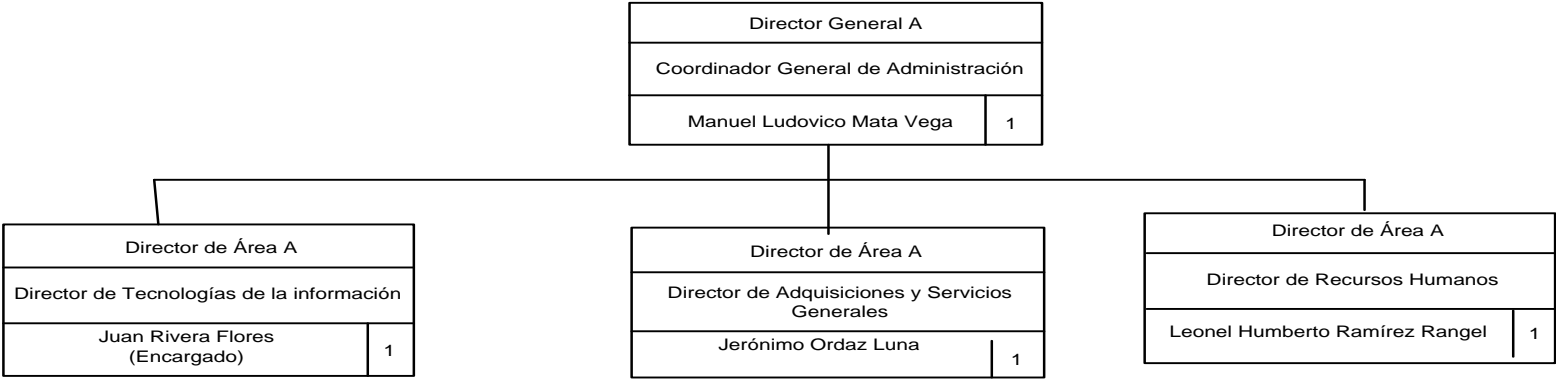 Director General A
Coordinador General de Administración
Manuel Ludovico Mata Vega
1
Director de Área A
Director de Tecnologías de la información
Juan Rivera Flores
(Encargado)
1
Director de Área A
Director de Adquisiciones y Servicios
Generales
Jerónimo Ordaz Luna
1
Director de Área A
Director de Recursos Humanos
Leonel Humberto Ramírez Rangel
1